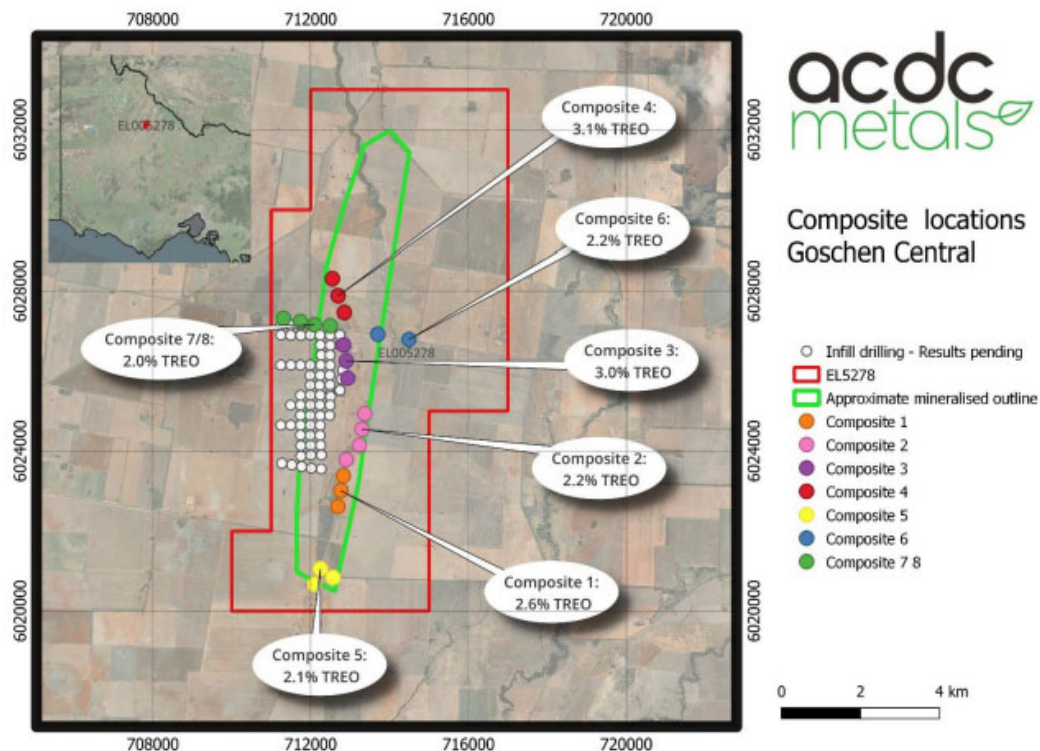 708000 712000 716000 720000
acdc
metals
Composite locations
Goschen Central
6032000
6028000
6024000
6020000
6032000
6028000
6024000
6020000
EL005278
Composite 4:
3.1% TREO
Composite 6:
2.2% TREO
Composite 7/8:
2.0% TREO
EL005278
Composite 3:
3.0% TREO
Composite 2:
2.2% TREO
Composite 1:
2.6% TREO
Composite 5:
2.1% TREO
Infill drilling - Results pending
EL5278
Approximate mineralised outline
Composite 1
Composite 2
Composite 3
Composite 4
Composite 5
Composite 6
Composite 7 8
0 2 4 km
708000 712000 716000 720000